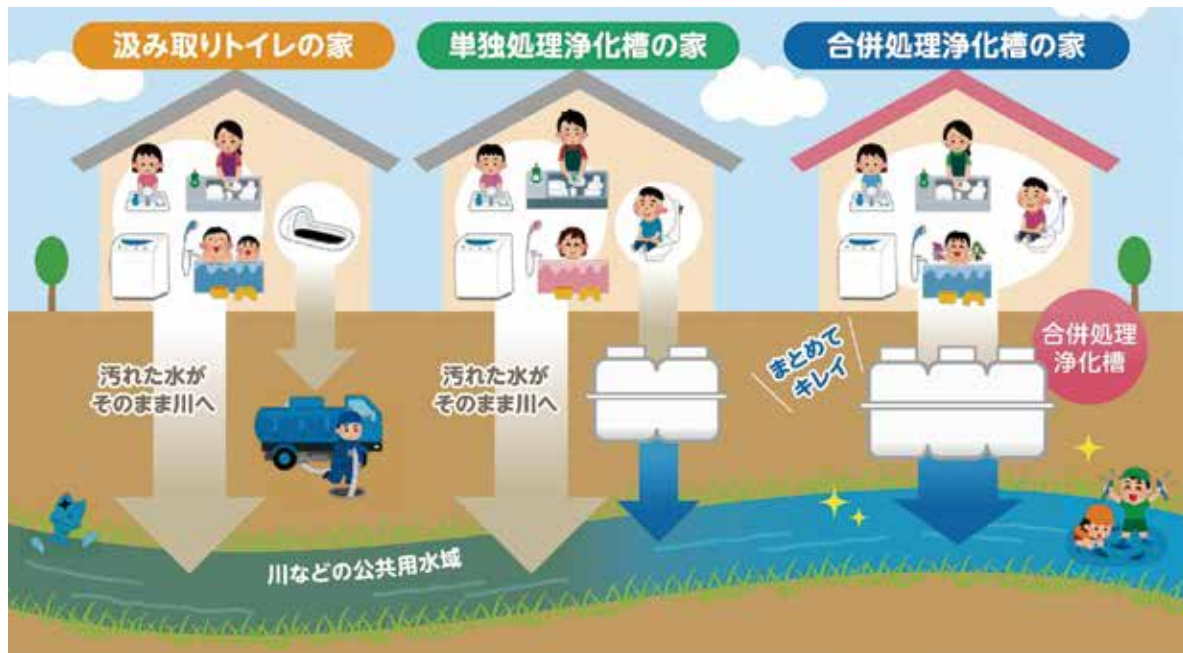 汲み取りトイレの家
単独処理浄化槽の家
合併処理浄化槽の家
汚れた水が
そのまま川へ
汚れた水が
そのまま川へ
まとめて
キレイ
合併処理
浄化槽
川などの公共用水域